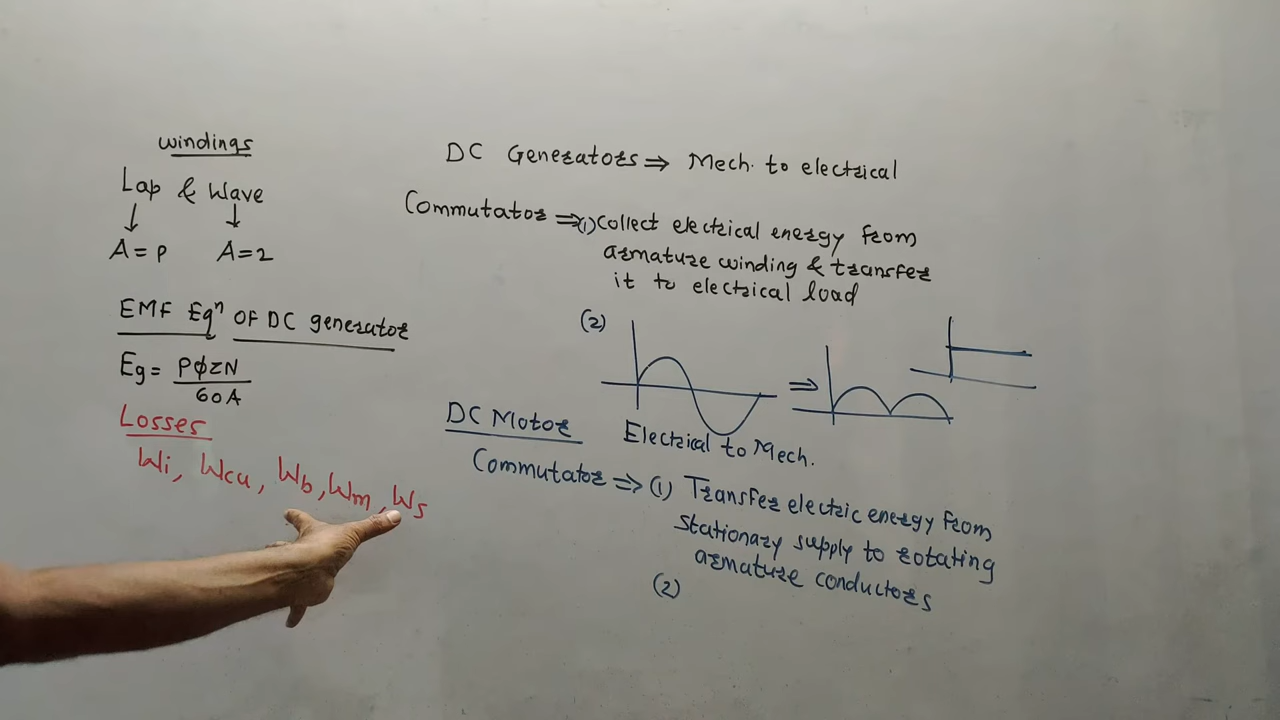 windings
Lap & Wave
A = P A = 2
EMF Eqⁿ OF DC generator
Eg = PΦZN / 60A
Losses
Wi, Wcu, Wb, Wm, Ws
DC Generators ⇒ Mech. to electrical
Commutator ⇒ (1) Collect electrical energy from
armature winding & transfer
it to electrical load
(2)
⇒
DC Motor Electrical to Mech.
Commutator ⇒ (1) Transfer electric energy from
stationary supply to rotating
armature conductors
(2)